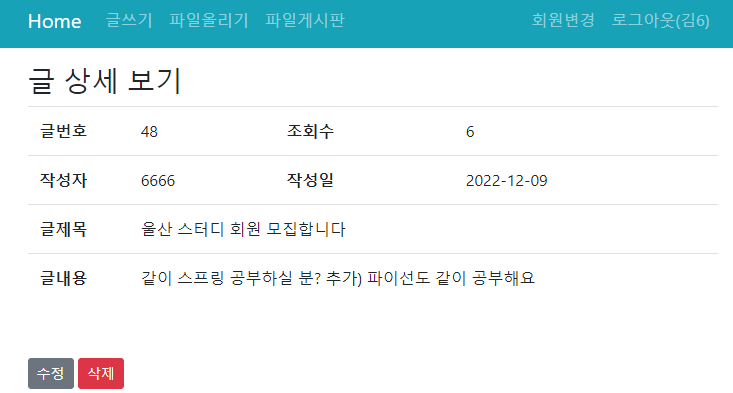 Home 글쓰기 파일올리기 파일게시판 회원변경 로그아웃(김6)
글 상세 보기
글번호 48 조회수 6
작성자 6666 작성일 2022-12-09
글제목 울산 스터디 회원 모집합니다
글내용 같이 스프링 공부하실 분? 추가) 파이선도 같이 공부해요
수정 삭제